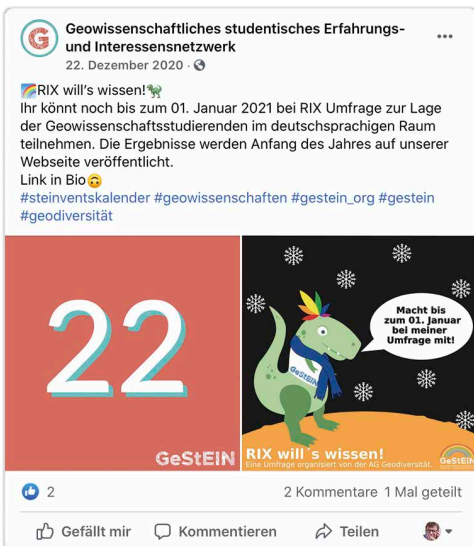 Geowissenschaftliches studentisches Erfahrungs-
und Interessensnetzwerk
22. Dezember 2020 ·
🌈RIX will's wissen!🦖
Ihr könnt noch bis zum 01. Januar 2021 bei RIX Umfrage zur Lage
der Geowissenschaftsstudierenden im deutschsprachigen Raum
teilnehmen. Die Ergebnisse werden Anfang des Jahres auf unserer
Webseite veröffentlicht.
Link in Bio🙃
#steinventskalender #geowissenschaften #gestein_org #gestein
#geodiversität
22
GeStEIN
Macht bis
zum 01. Januar
bei meiner
Umfrage mit!
GeStEIN
RIX will´s wissen!
Eine Umfrage organisiert von der AG Geodiversität.
GeStEIN
2
2 Kommentare 1 Mal geteilt
Gefällt mir
Kommentieren
Teilen